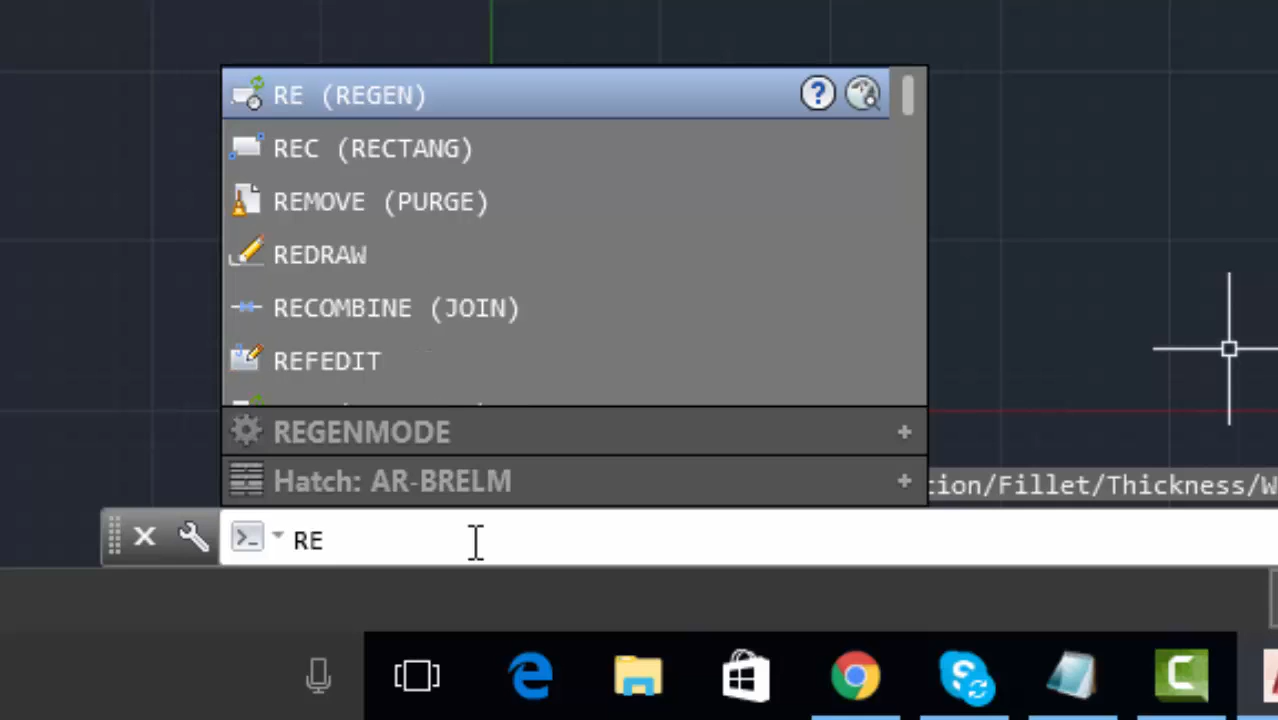 RE (REGEN)
REC (RECTANG)
REMOVE (PURGE)
REDRAW
RECOMBINE (JOIN)
REFEDIT
REGENMODE +
Hatch: AR-BRELM +
tion/Fillet/Thickness/W
RE